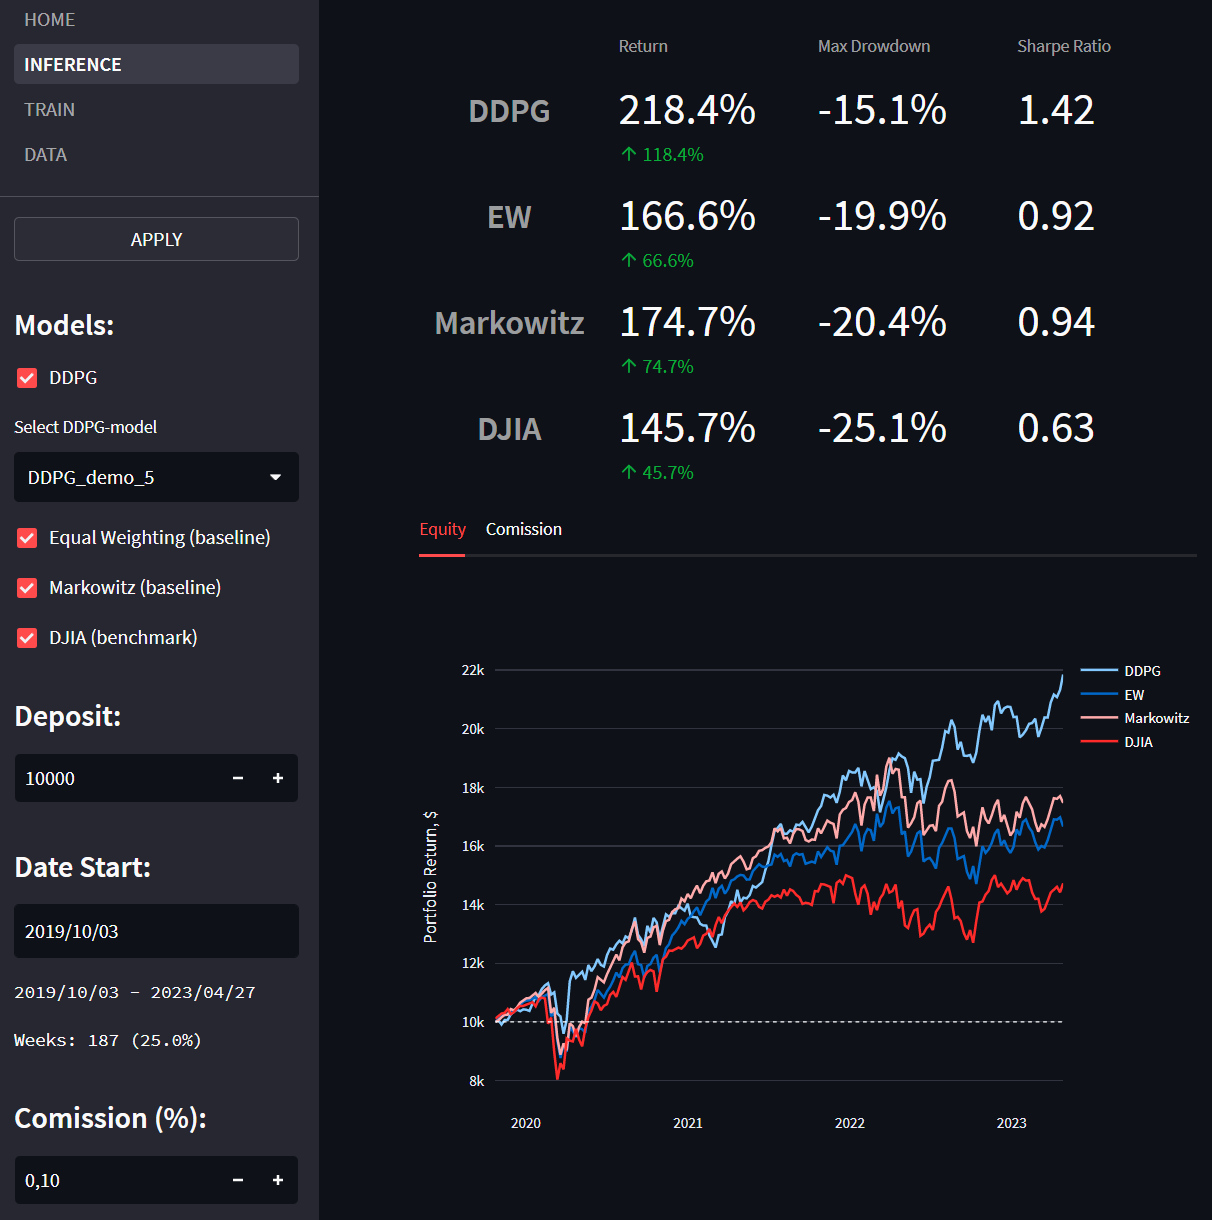 HOME
INFERENCE
TRAIN
DATA
APPLY
Models:
DDPG
Select DDPG-model
DDPG_demo_5
Equal Weighting (baseline)
Markowitz (baseline)
DJIA (benchmark)
Deposit:
10000
Date Start:
2019/10/03
2019/10/03 - 2023/04/27
Weeks: 187 (25.0%)
Comission (%):
0,10
Return Max Drowdown Sharpe Ratio
DDPG 218.4% -15.1% 1.42
↑ 118.4%
EW 166.6% -19.9% 0.92
↑ 66.6%
Markowitz 174.7% -20.4% 0.94
↑ 74.7%
DJIA 145.7% -25.1% 0.63
↑ 45.7%
Equity Comission
Portfolio Return, $
22k
20k
18k
16k
14k
12k
10k
8k
2020 2021 2022 2023
DDPG
EW
Markowitz
DJIA